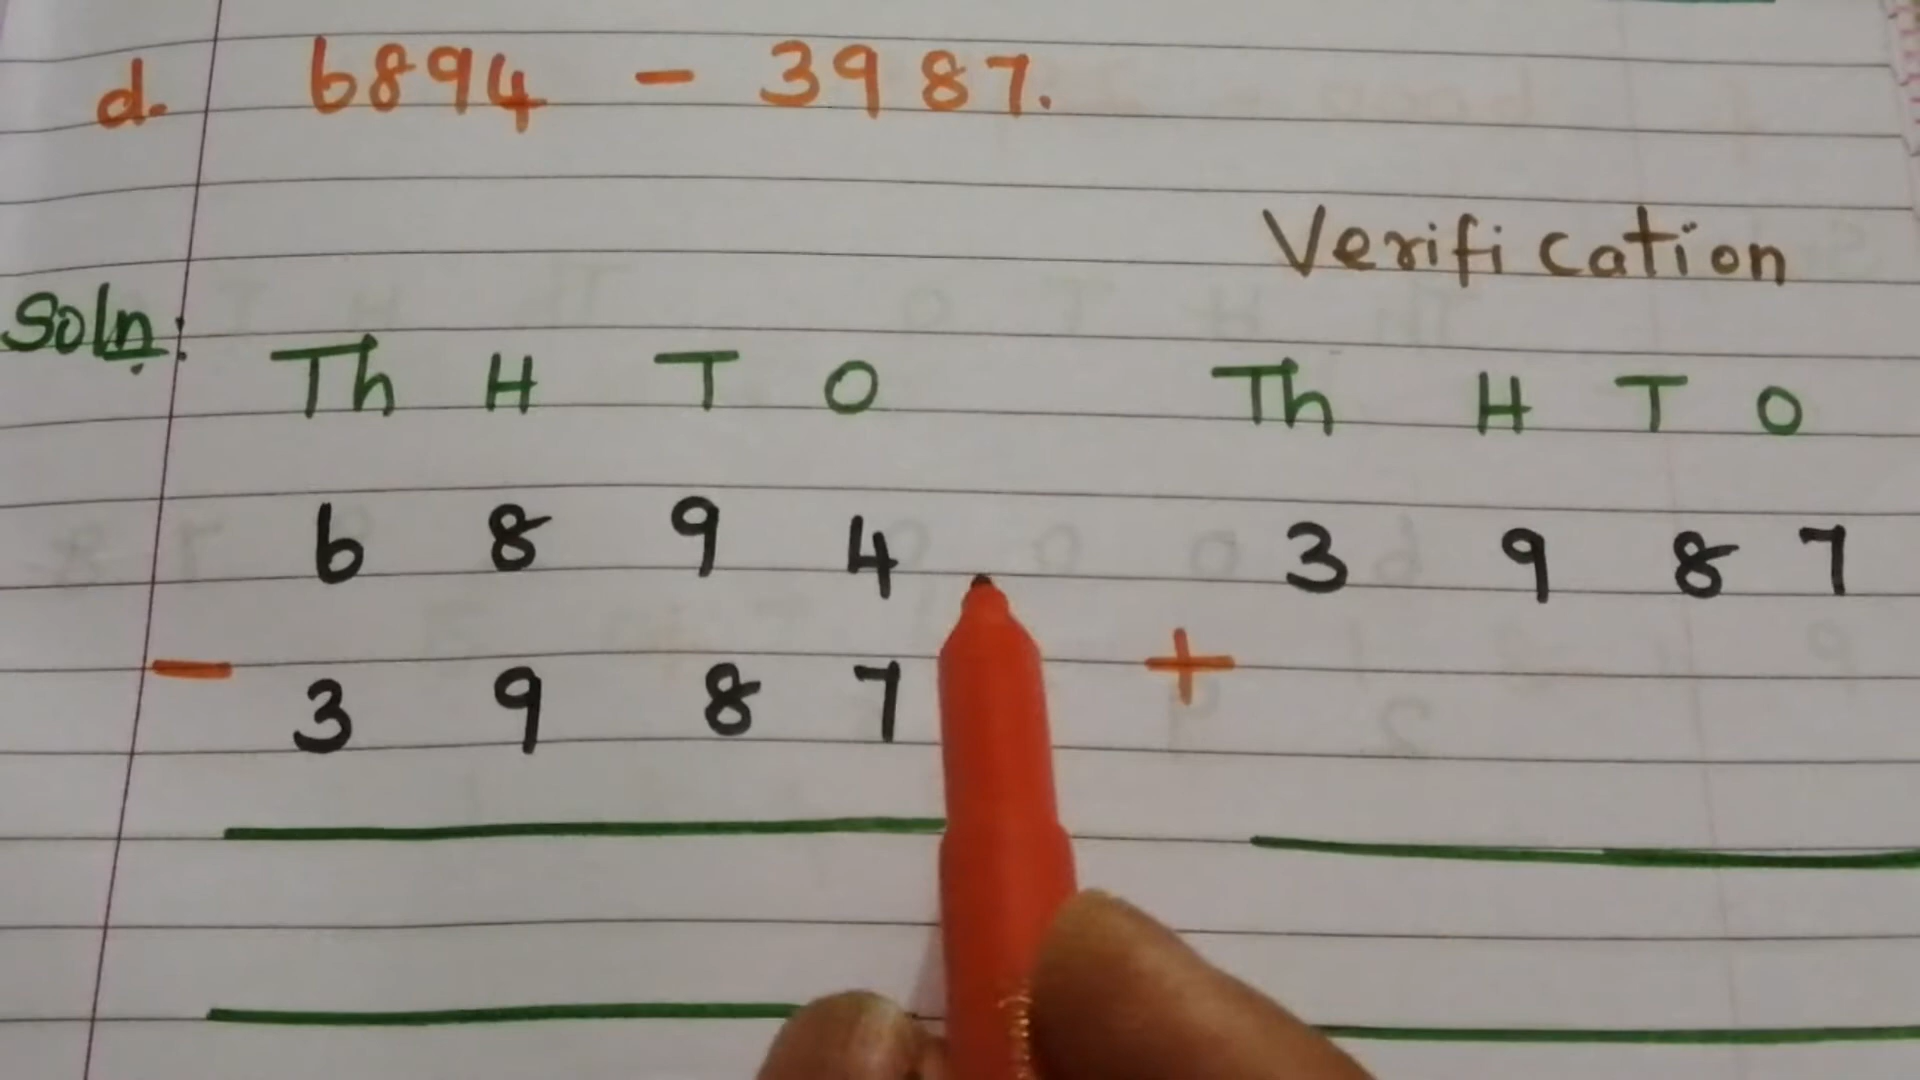 d. 6894 - 3987.
Verification
Soln:
Th H T O Th H T O
6 8 9 4 3 9 8 7
- 3 9 8 7 +